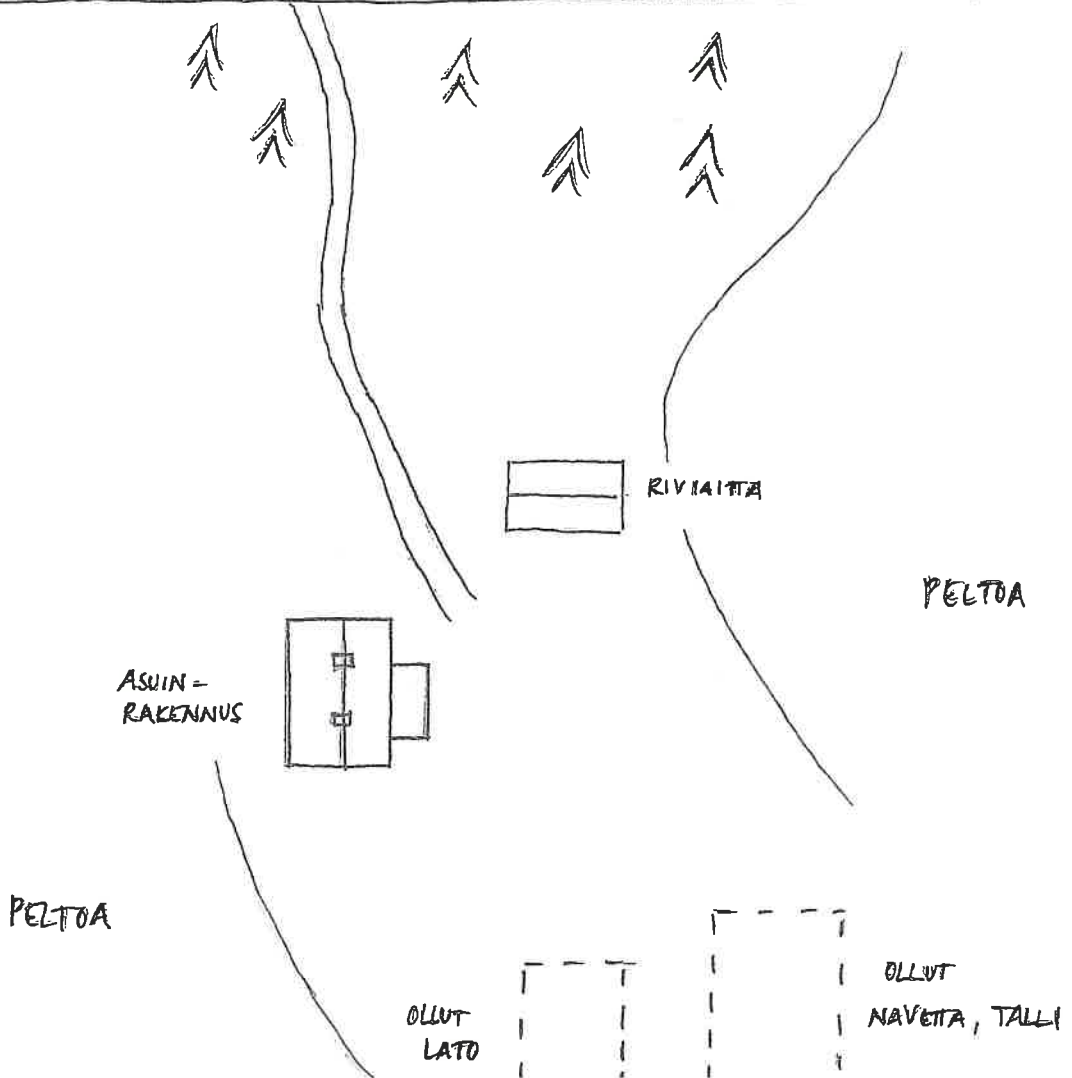 RIVIAITTA
PELTOA
ASUIN=
RAKENNUS
PELTOA
OLLUT
LATO
OLLUT
NAVETTA, TALLI